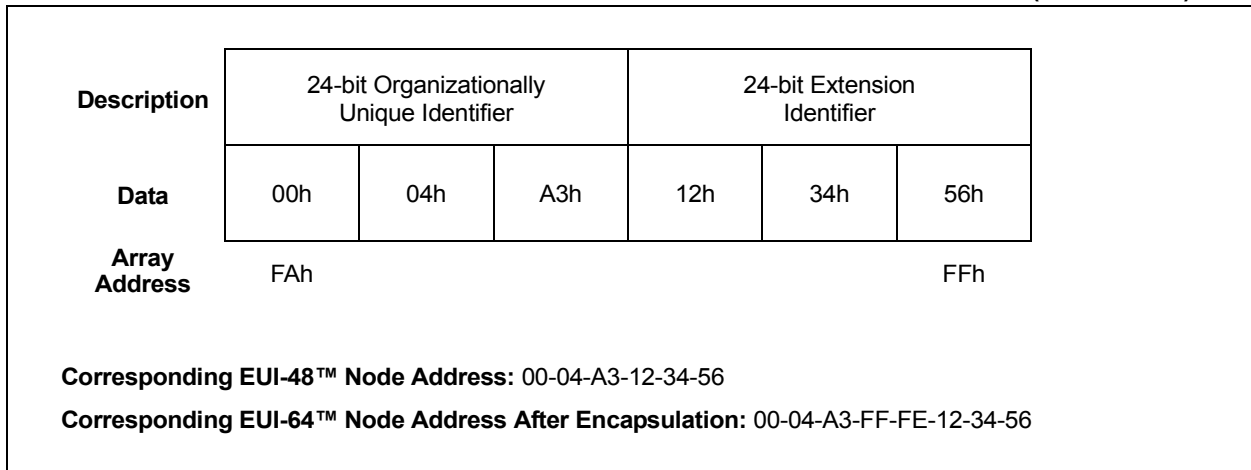 Description
24-bit Organizationally
Unique Identifier
24-bit Extension
Identifier
Data
00h
04h
A3h
12h
34h
56h
Array
Address
FAh
FFh
Corresponding EUI-48™ Node Address: 00-04-A3-12-34-56
Corresponding EUI-64™ Node Address After Encapsulation: 00-04-A3-FF-FE-12-34-56